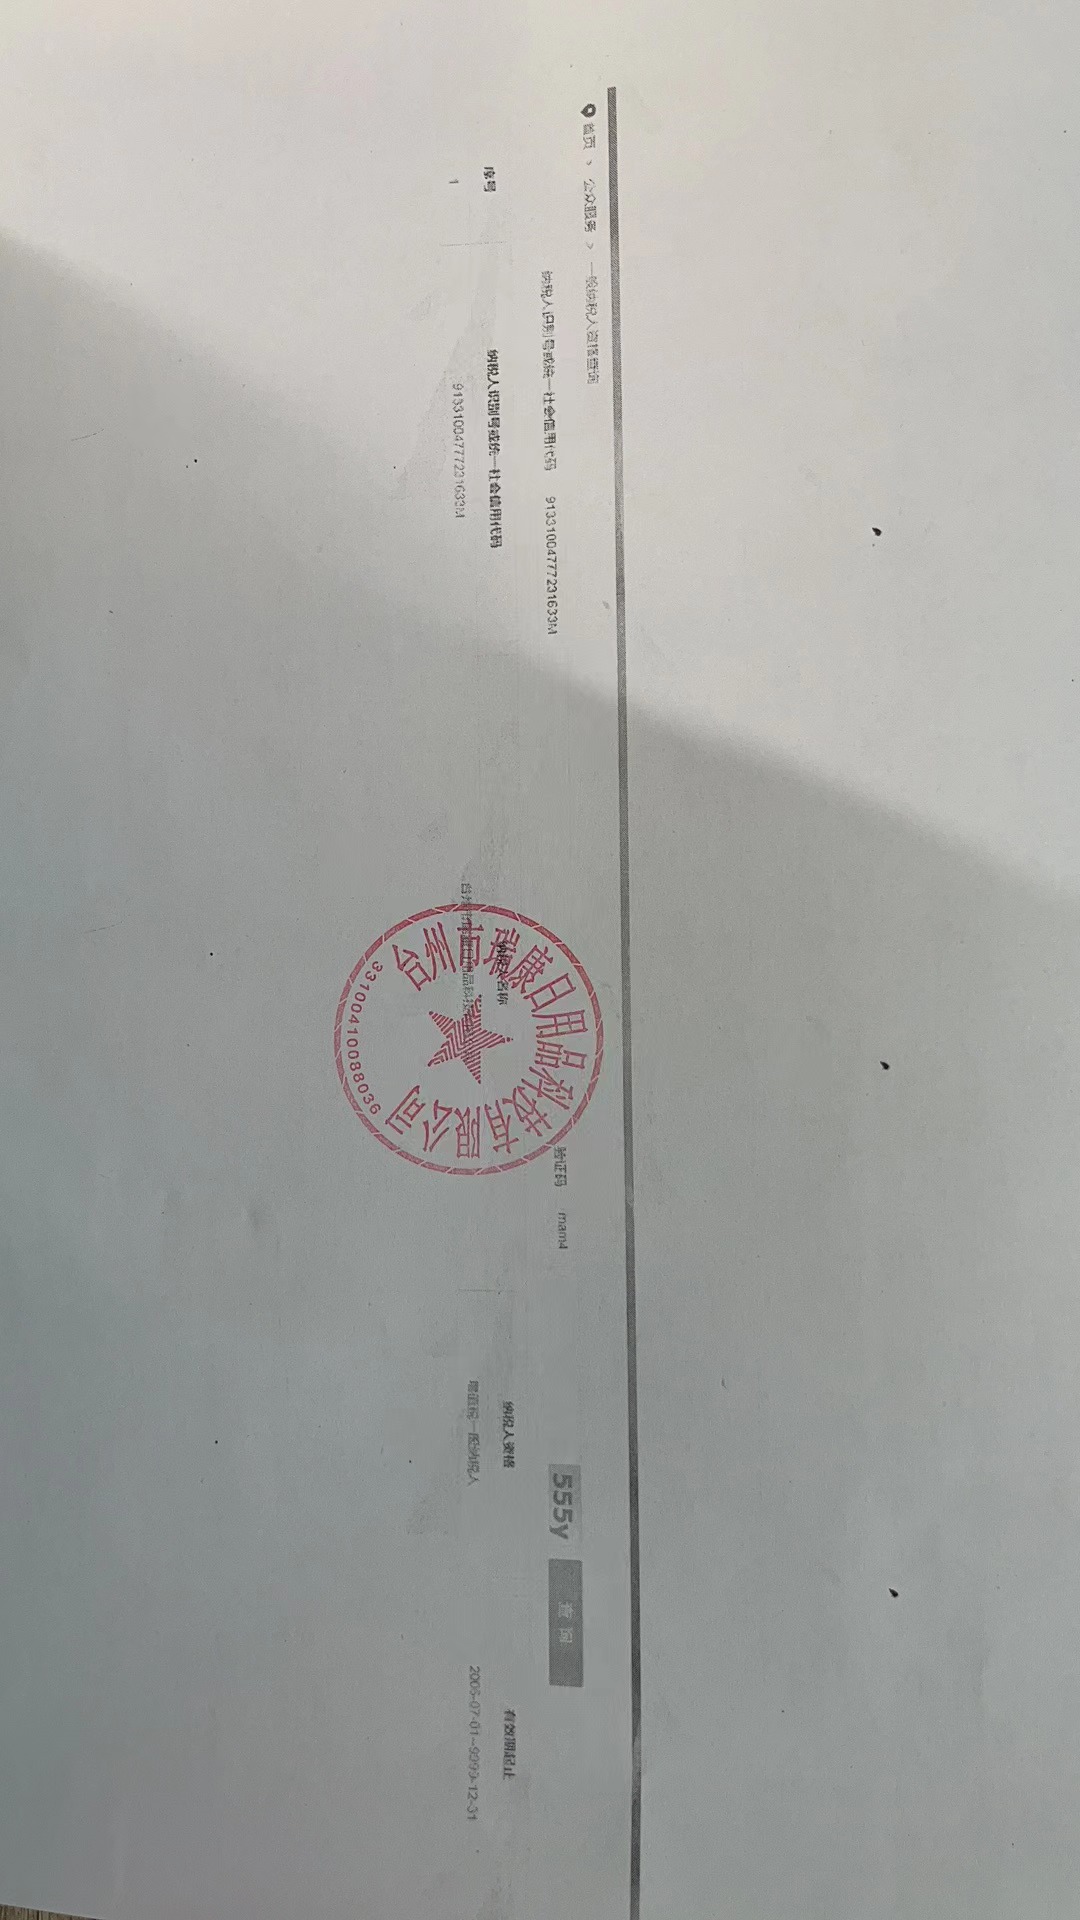 首页 > 公众服务 > 一般纳税人资格查询
纳税人识别号或统一社会信用代码 91331004777231633M 验证码 mam4 555y 查询
序号 纳税人识别号或统一社会信用代码 纳税人名称 纳税人资格 有效期起止
1 91331004777231633M 台州市瑞康日用品科技有限公司 增值税一般纳税人 2005-07-01~9999-12-31
台州市瑞康日用品科技有限公司
3310041008803​6